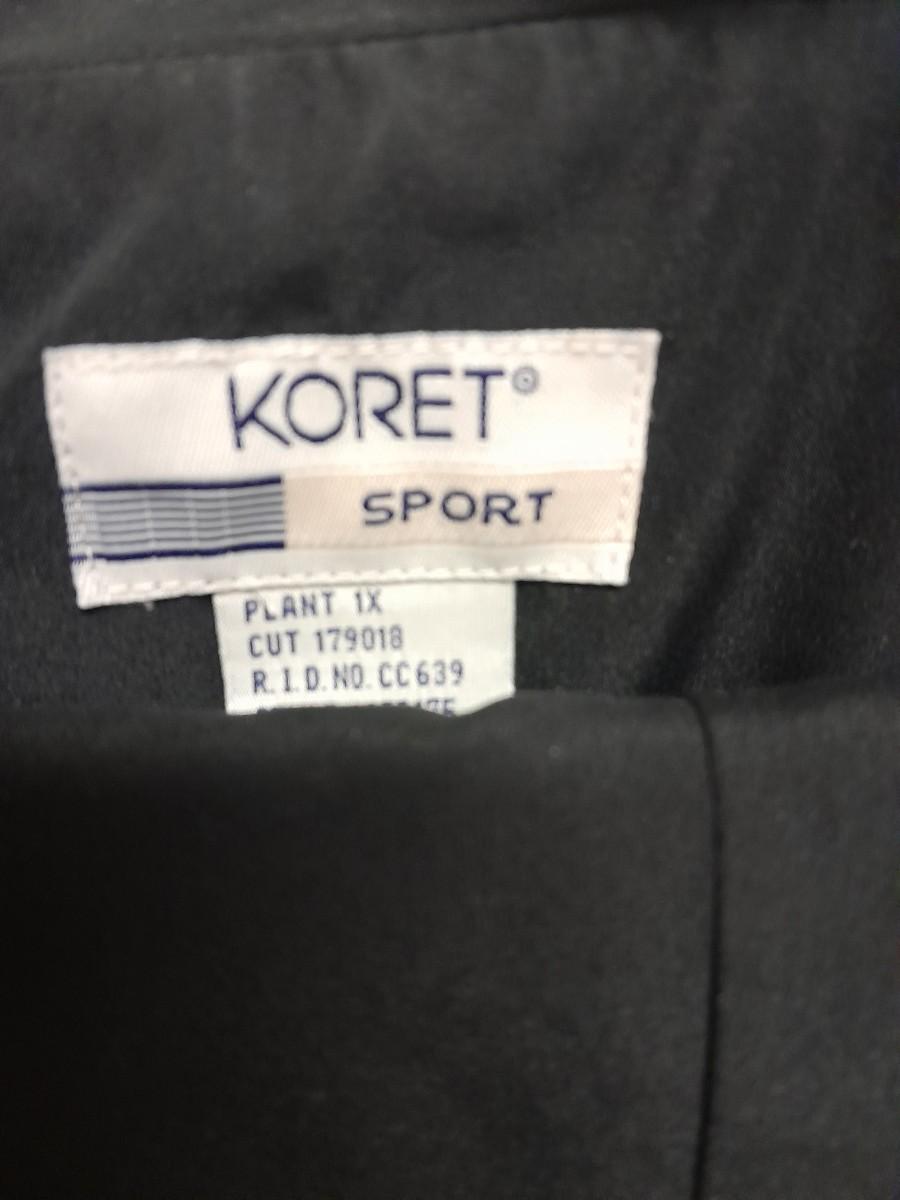 KORET®
SPORT
PLANT 1X
CUT 179018
R.I.D.NO.CC639